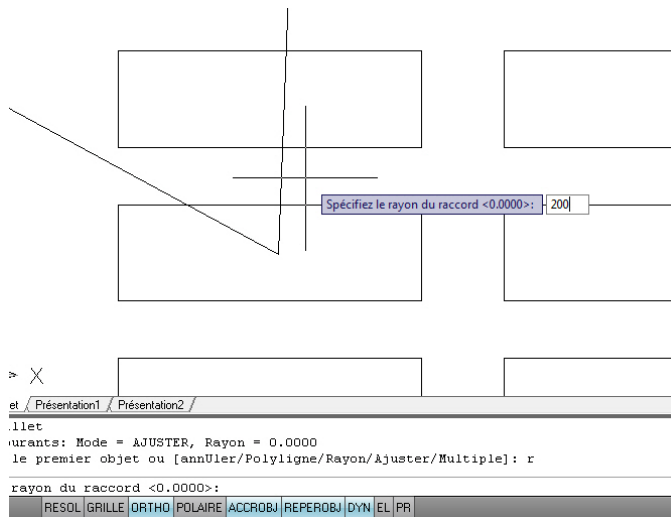 Spécifiez le rayon du raccord <0.0000>: 200
> X
et / Présentation1 / Présentation2 /
llet
urants: Mode = AJUSTER, Rayon = 0.0000
le premier objet ou [annUler/Polyligne/Rayon/Ajuster/Multiple]: r
rayon du raccord <0.0000>:
RESOL GRILLE ORTHO POLAIRE ACCROBJ REPEROBJ DYN EL PR